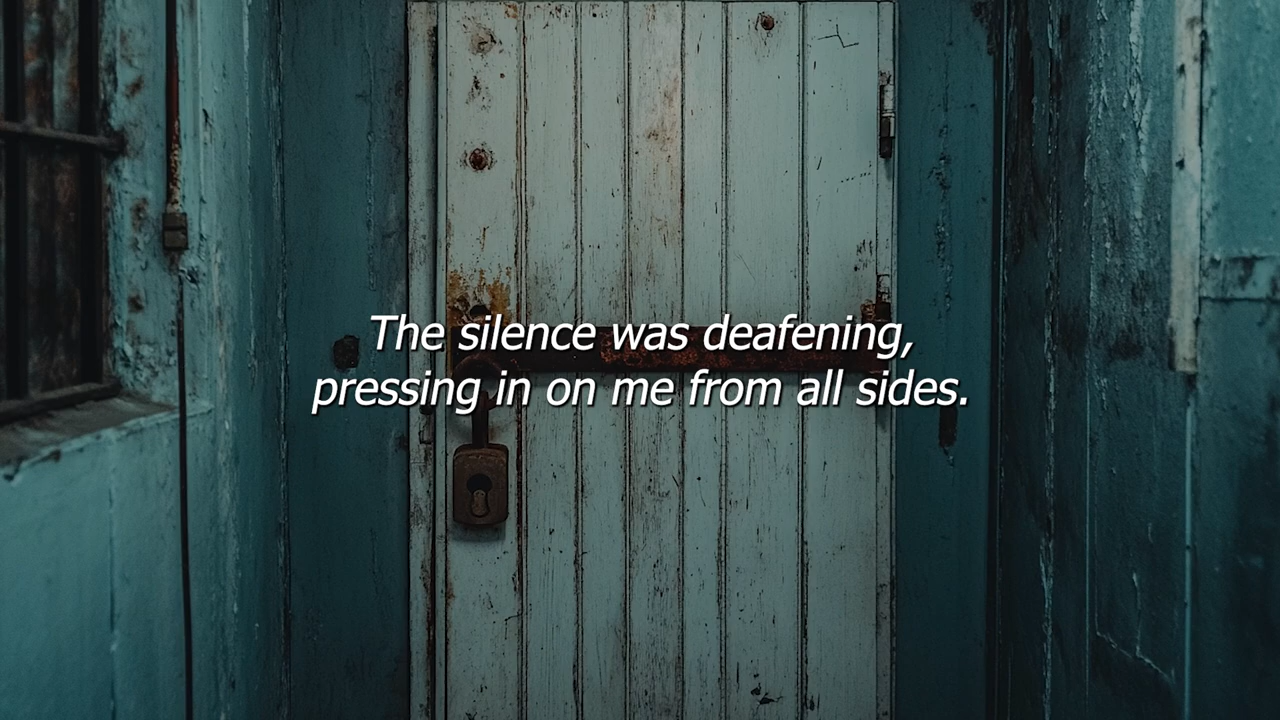 The silence was deafening,
pressing in on me from all sides.